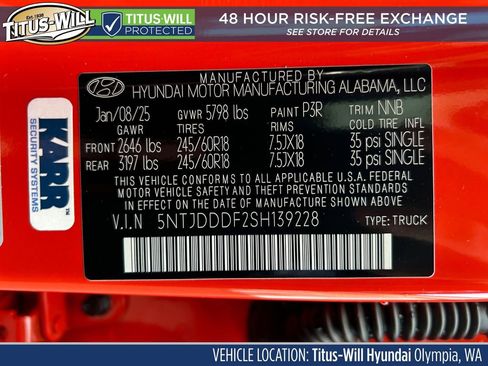 EST. 1938
TITUS-WILL
TITUS-WILL
PROTECTED
48 HOUR RISK-FREE EXCHANGE
SEE STORE FOR DETAILS
MANUFACTURED BY
HYUNDAI MOTOR MANUFACTURING ALABAMA, LLC
Jan/08/25 GVWR 5798 lbs PAINT P3R TRIM NNB
GAWR TIRES RIMS COLD TIRE INFL
FRONT 2646 lbs 245/60R18 7.5JX18 35 psi SINGLE
REAR 3197 lbs 245/60R18 7.5JX18 35 psi SINGLE
THIS VEHICLE CONFORMS TO ALL APPLICABLE U.S.A. FEDERAL
MOTOR VEHICLE SAFETY AND THEFT PREVENTION STANDARDS
IN EFFECT ON THE DATE OF MANUFACTURE SHOWN ABOVE.
V.I.N 5NTJDDDF2SH139228 TYPE: TRUCK
KARR™
SECURITY SYSTEMS
VEHICLE LOCATION: Titus-Will Hyundai Olympia, WA